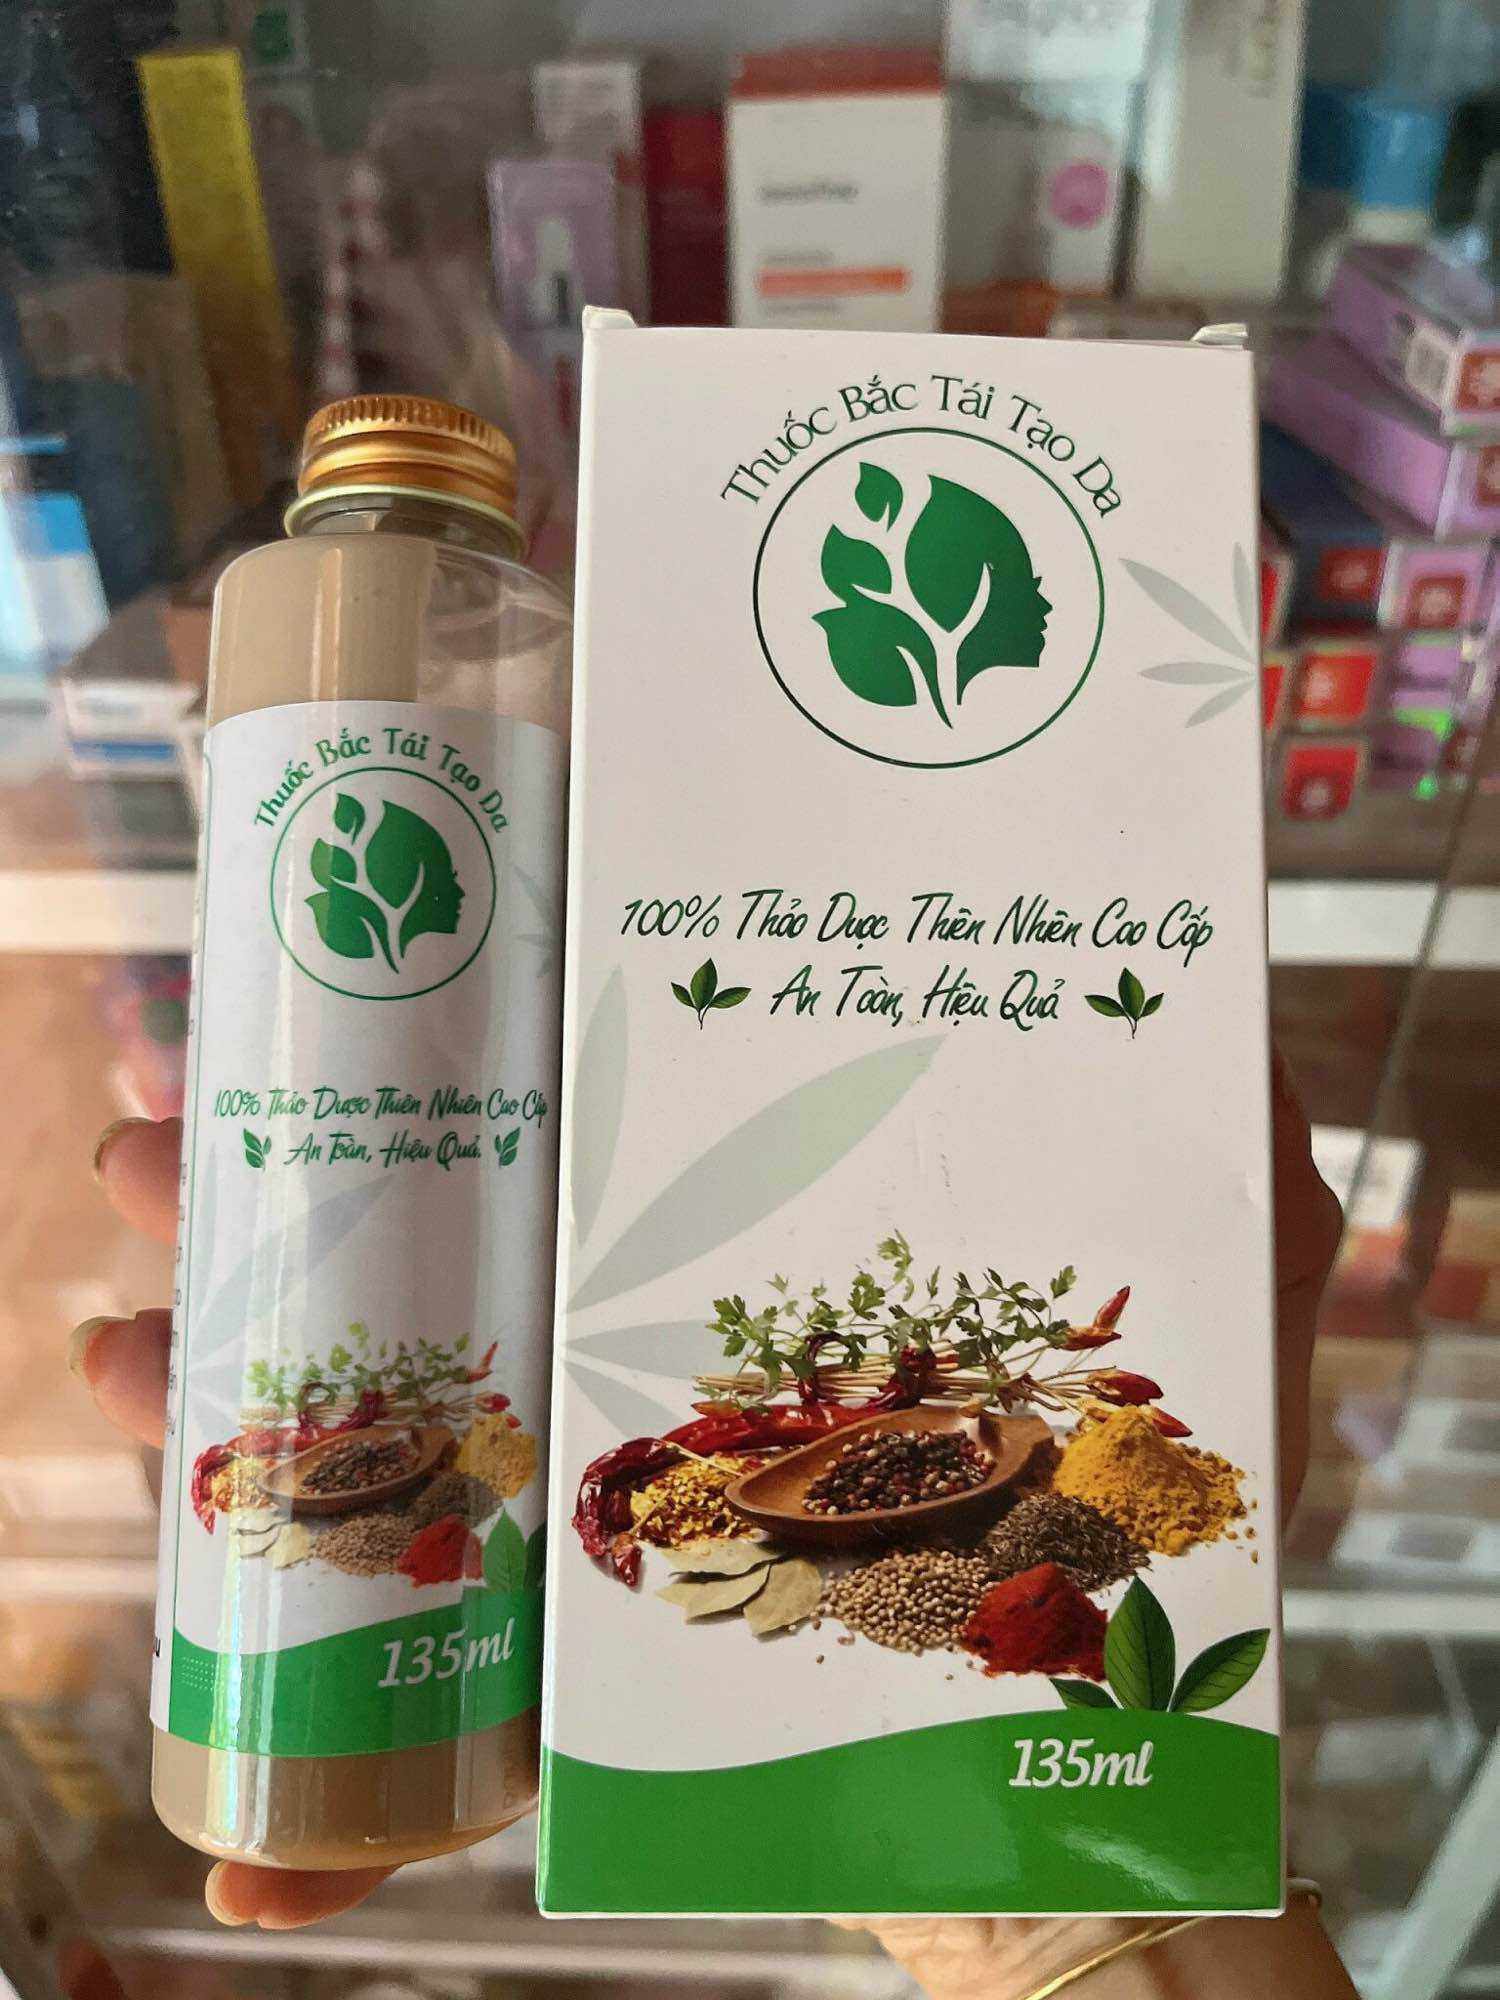 Thuốc Bắc Tái Tạo Da
100% Thảo Dược Thiên Nhiên Cao Cấp
An Toàn, Hiệu Quả.
135ml
Thuốc Bắc Tái Tạo Da
100% Thảo Dược Thiên Nhiên Cao Cấp
An Toàn, Hiệu Quả
135ml